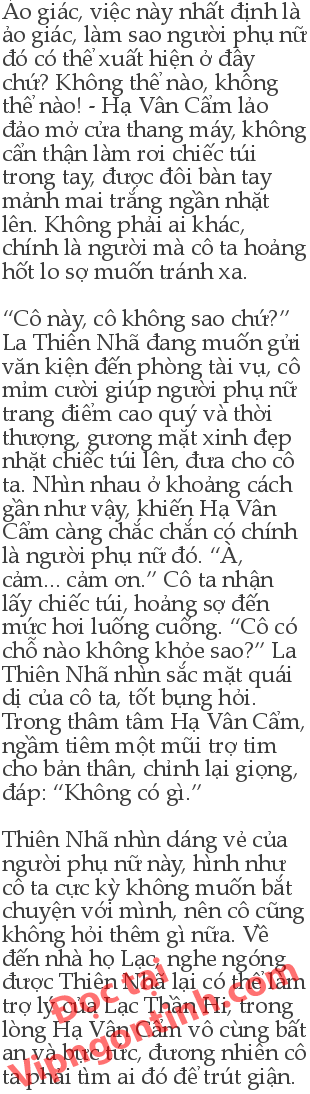 Ảo giác, việc này nhất định là
ảo giác, làm sao người phụ nữ
đó có thể xuất hiện ở đây
chứ? Không thể nào, không
thể nào! - Hạ Vân Cẩm lảo
đảo mở cửa thang máy, không
cẩn thận làm rơi chiếc túi
trong tay, được đôi bàn tay
mảnh mai trắng ngần nhặt
lên. Không phải ai khác,
chính là người mà cô ta hoảng
hốt lo sợ muốn tránh xa.
“Cô này, cô không sao chứ?”
La Thiên Nhã đang muốn gửi
văn kiện đến phòng tài vụ, cô
mỉm cười giúp người phụ nữ
trang điểm cao quý và thời
thượng, gương mặt xinh đẹp
nhặt chiếc túi lên, đưa cho cô
ta. Nhìn nhau ở khoảng cách
gần như vậy, khiến Hạ Vân
Cẩm càng chắc chắn có chính
là người phụ nữ đó. “À,
cảm... cảm ơn.” Cô ta nhận
lấy chiếc túi, hoảng sợ đến
mức hơi luống cuống. “Cô có
chỗ nào không khỏe sao?” La
Thiên Nhã nhìn sắc mặt quái
dị của cô ta, tốt bụng hỏi.
Trong thâm tâm Hạ Vân Cẩm,
ngầm tiêm một mũi trợ tim
cho bản thân, chỉnh lại giọng,
đáp: “Không có gì.”
Thiên Nhã nhìn dáng vẻ của
người phụ nữ này, hình như
cô ta cực kỳ không muốn bắt
chuyện với mình, nên cô cũng
không hỏi thêm gì nữa. Về
đến nhà họ Lạc, nghe ngóng
được Thiên Nhã lại có thể làm
trợ lý của Lạc Thần Hi, trong
lòng Hạ Vân Cẩm vô cùng bất
an và bực tức, đương nhiên cô
ta phải tìm ai đó để trút giận.
Đọc tại
Vipngontinh.com